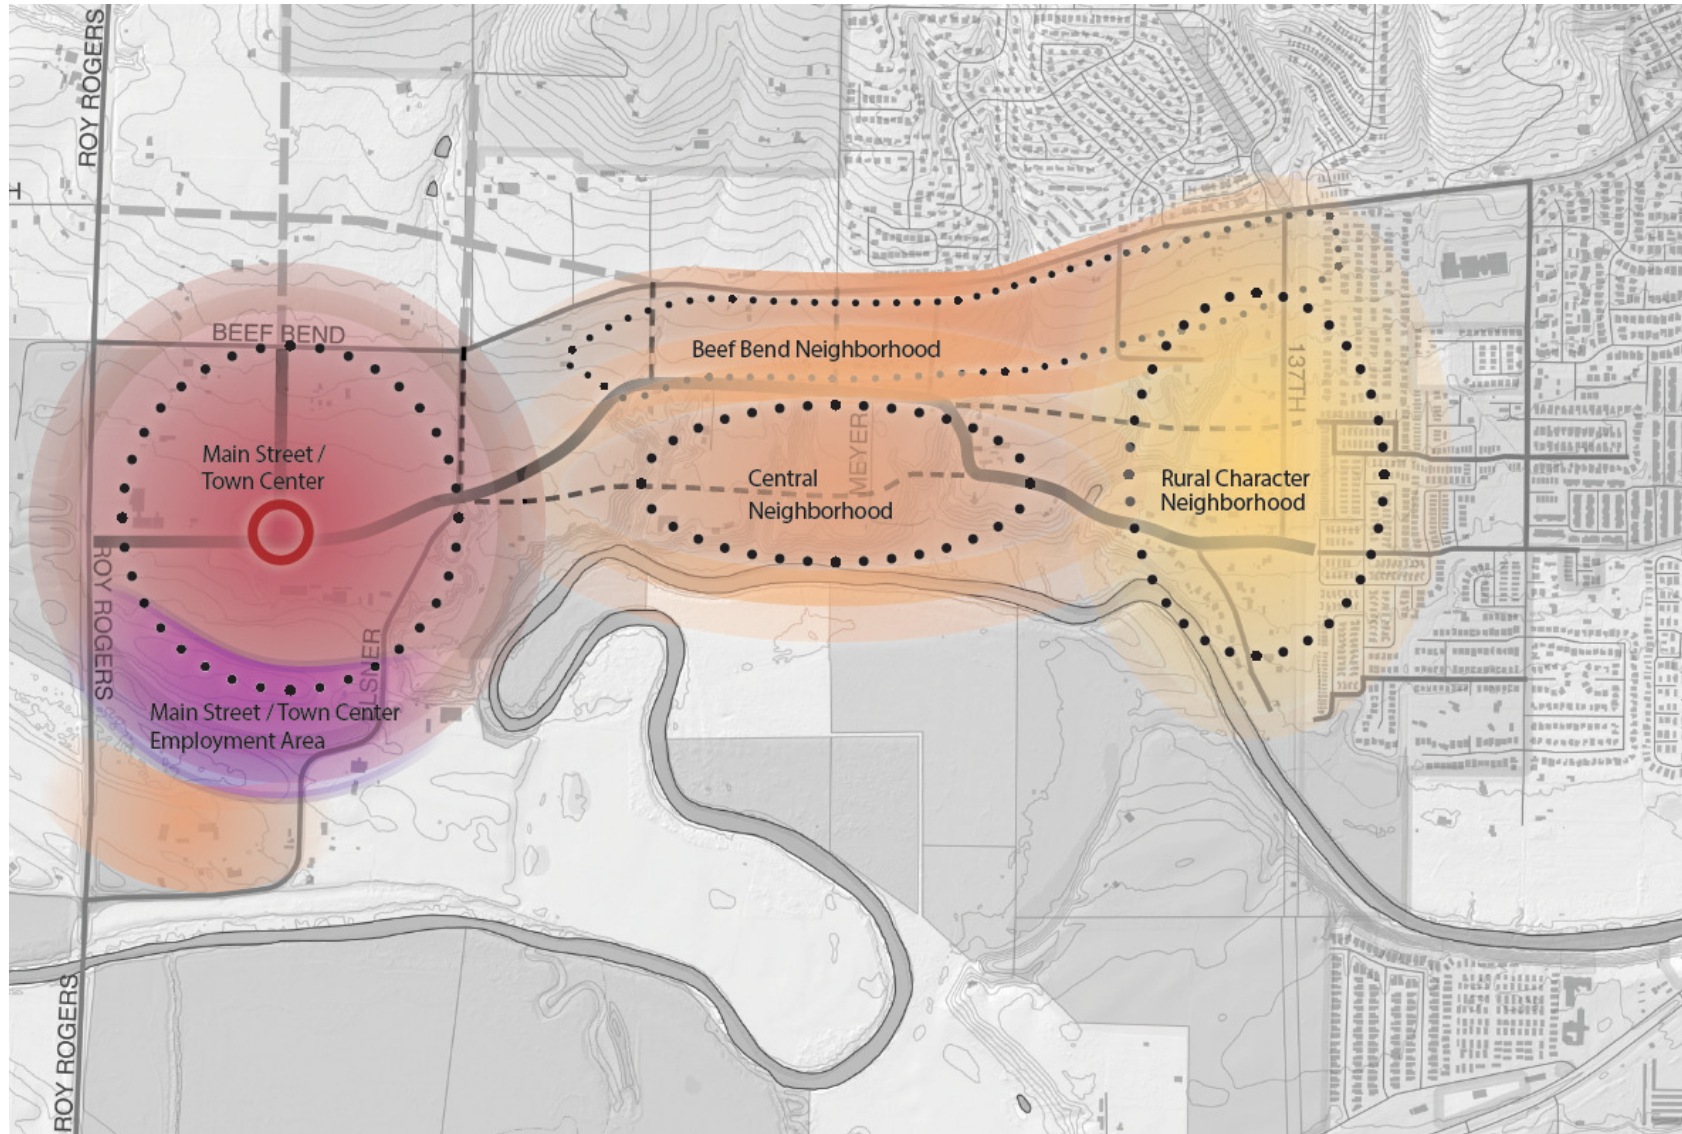 ROY ROGERS
BEEF BEND
Beef Bend Neighborhood
137TH
Main Street /
Town Center
MEYER
Central
Neighborhood
Rural Character
Neighborhood
ROY ROGERS
ELSNER
Main Street / Town Center
Employment Area
ROY ROGERS